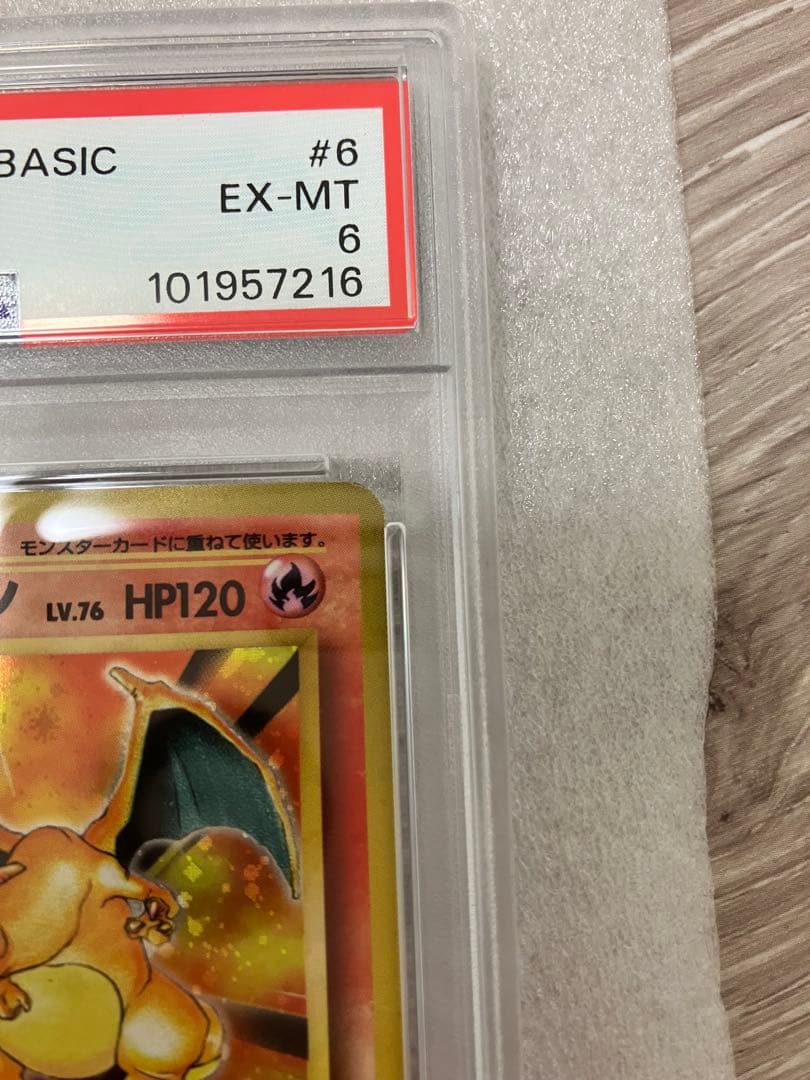 BASIC
#6
EX-MT
6
101957216
モンスターカードに重ねて使います。
LV.76 HP120